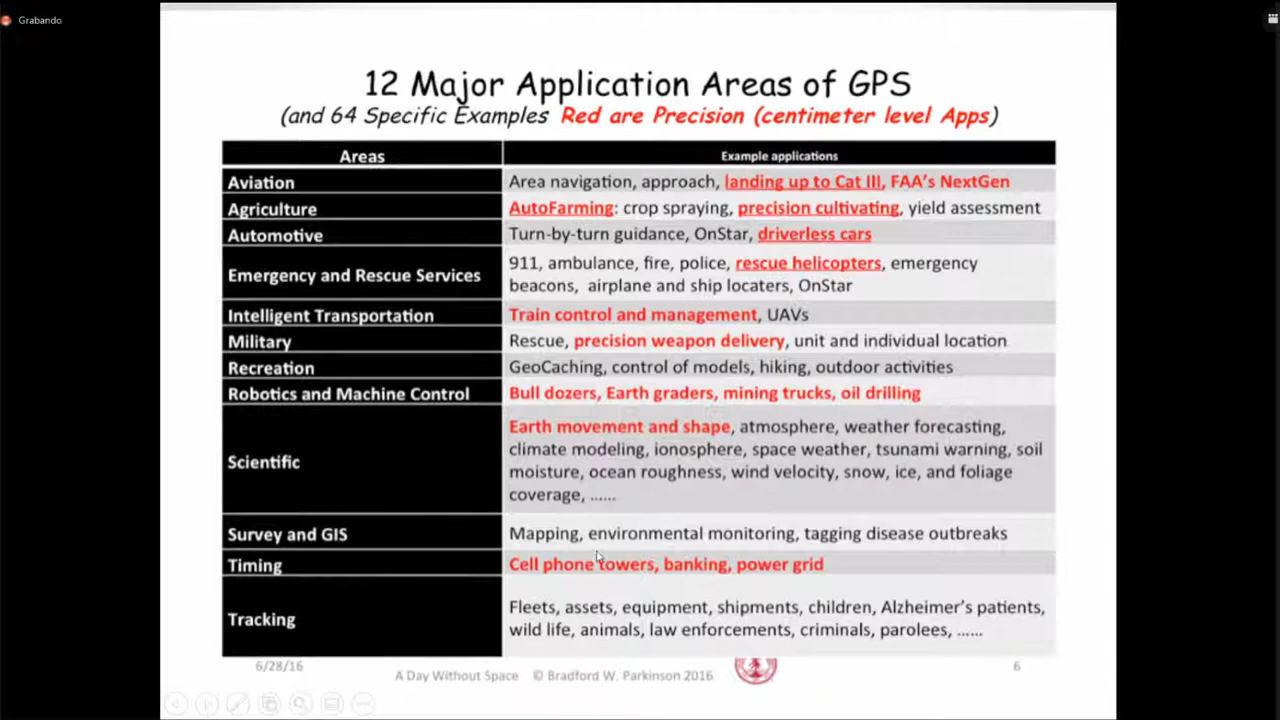 Grabando
12 Major Application Areas of GPS
(and 64 Specific Examples Red are Precision (centimeter level Apps)
Areas
Example applications
Aviation
Area navigation, approach, landing up to Cat III, FAA's NextGen
Agriculture
AutoFarming: crop spraying, precision cultivating, yield assessment
Automotive
Turn-by-turn guidance, OnStar, driverless cars
Emergency and Rescue Services
911, ambulance, fire, police, rescue helicopters, emergency
beacons, airplane and ship locaters, OnStar
Intelligent Transportation
Train control and management, UAVs
Military
Rescue, precision weapon delivery, unit and individual location
Recreation
GeoCaching, control of models, hiking, outdoor activities
Robotics and Machine Control
Bull dozers, Earth graders, mining trucks, oil drilling
Scientific
Earth movement and shape, atmosphere, weather forecasting,
climate modeling, ionosphere, space weather, tsunami warning, soil
moisture, ocean roughness, wind velocity, snow, ice, and foliage
coverage, ......
Survey and GIS
Mapping, environmental monitoring, tagging disease outbreaks
Timing
Cell phone towers, banking, power grid
Tracking
Fleets, assets, equipment, shipments, children, Alzheimer's patients,
wild life, animals, law enforcements, criminals, parolees, ......
6/28/16
A Day Without Space © Bradford W. Parkinson 2016
6